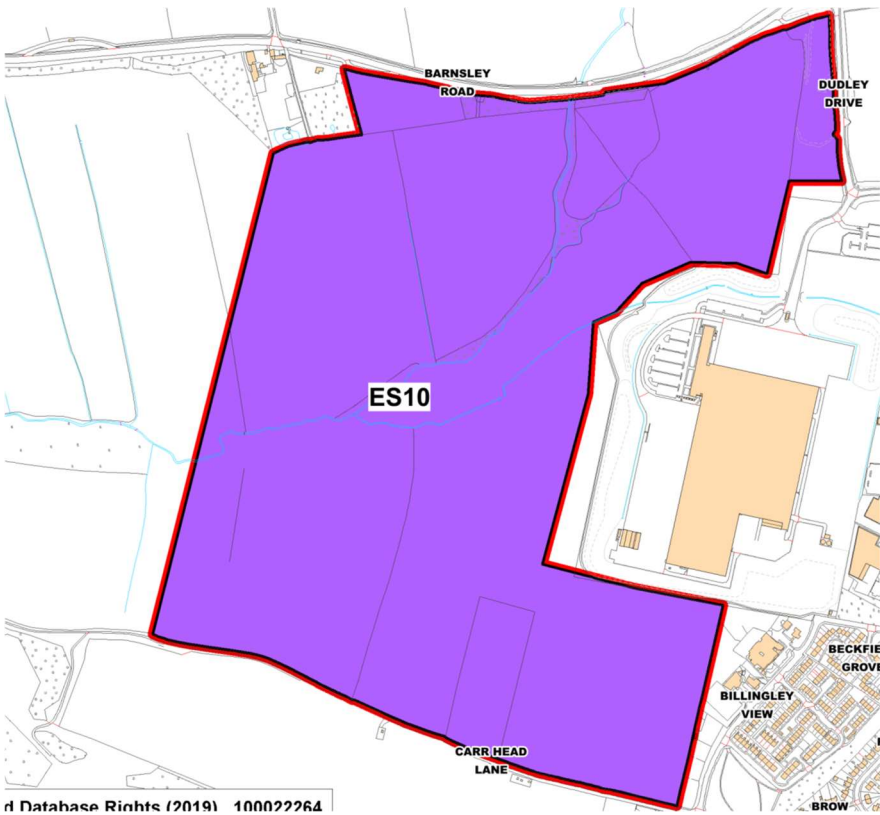 BARNSLEY
ROAD
DUDLEY
DRIVE
ES10
BECKFIE
GROVE
BILLINGLEY
VIEW
CARR HEAD
LANE
BROW
d Database Rights (2019) 100022264